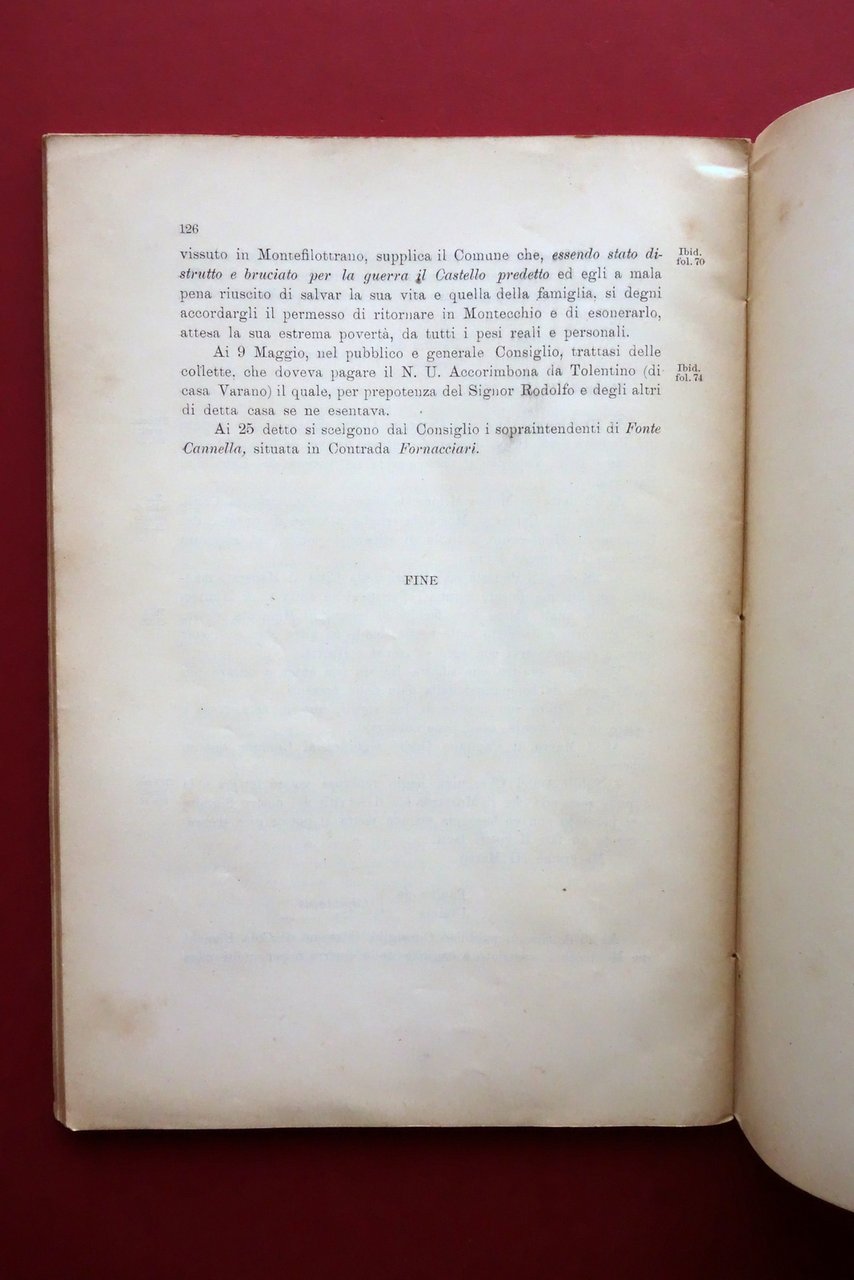 126
vissuto in Montefilottrano, supplica il Comune che, essendo stato di-
strutto e bruciato per la guerra il Castello predetto ed egli a mala
pena riuscito di salvar la sua vita e quella della famiglia, si degni
accordargli il permesso di ritornare in Montecchio e di esonerarlo,
attesa la sua estrema povertà, da tutti i pesi reali e personali.
Ibid.
fol. 70
Ai 9 Maggio, nel pubblico e generale Consiglio, trattasi delle
collette, che doveva pagare il N. U. Accorimbona da Tolentino (di
casa Varano) il quale, per prepotenza del Signor Rodolfo e degli altri
di detta casa se ne esentava.
Ibid.
fol. 74
Ai 25 detto si scelgono dal Consiglio i sopraintendenti di Fonte
Cannella, situata in Contrada Fornacciari.
FINE